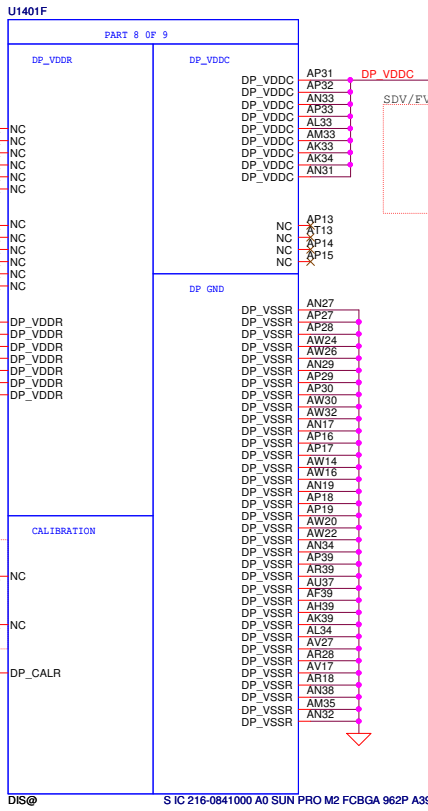 U1401F
PART 8 0F 9
DP_VDDR
DP_VDDC
DP_VDDC AP31 DP_VDDC
DP_VDDC AP32
DP_VDDC AN33 SDV/FV
DP_VDDC AP33
DP_VDDC AL33
NC DP_VDDC AM33
NC DP_VDDC AK33
NC DP_VDDC AK34
NC DP_VDDC AN31
NC
NC
NC NC AP13
NC NC AT13
NC NC AP14
NC NC AP15
NC
NC
DP GND
DP_VSSR AN27
DP_VDDR DP_VSSR AP27
DP_VDDR DP_VSSR AP28
DP_VDDR DP_VSSR AW24
DP_VDDR DP_VSSR AW26
DP_VDDR DP_VSSR AN29
DP_VDDR DP_VSSR AP29
DP_VDDR DP_VSSR AP30
DP_VSSR AW30
DP_VSSR AW32
DP_VSSR AN17
DP_VSSR AP16
DP_VSSR AP17
DP_VSSR AW14
DP_VSSR AW16
DP_VSSR AN19
DP_VSSR AP18
DP_VSSR AP19
DP_VSSR AW20
CALIBRATION
DP_VSSR AW22
DP_VSSR AN34
DP_VSSR AP39
NC DP_VSSR AR39
DP_VSSR AU37
DP_VSSR AF39
DP_VSSR AH39
NC DP_VSSR AK39
DP_VSSR AL34
DP_VSSR AV27
DP_VSSR AR28
DP_CALR DP_VSSR AV17
DP_VSSR AR18
DP_VSSR AN38
DP_VSSR AM35
DP_VSSR AN32
DIS@ S IC 216-0841000 A0 SUN PRO M2 FCBGA 962P A39